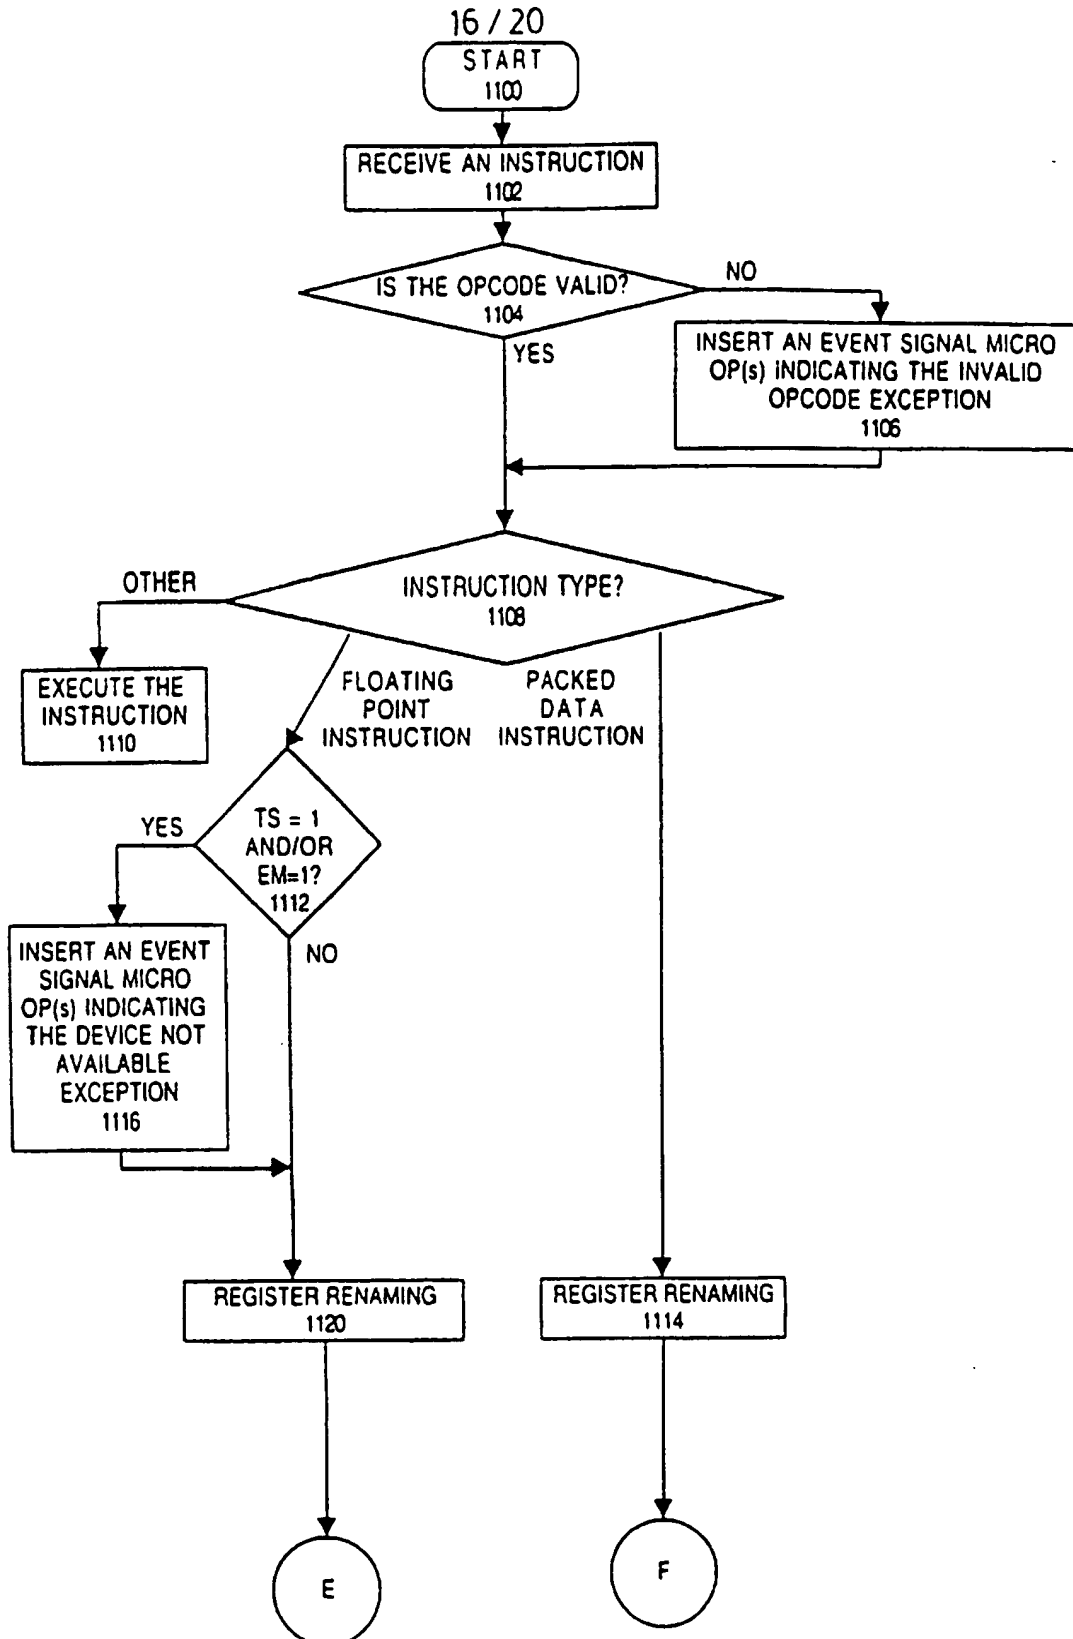 16 / 20
START
1100
RECEIVE AN INSTRUCTION
1102
IS THE OPCODE VALID?
1104
NO
YES
INSERT AN EVENT SIGNAL MICRO
OP(s) INDICATING THE INVALID
OPCODE EXCEPTION
1106
OTHER
INSTRUCTION TYPE?
1108
EXECUTE THE
INSTRUCTION
1110
FLOATING
POINT
INSTRUCTION
PACKED
DATA
INSTRUCTION
YES
TS = 1
AND/OR
EM=1?
1112
NO
INSERT AN EVENT
SIGNAL MICRO
OP(s) INDICATING
THE DEVICE NOT
AVAILABLE
EXCEPTION
1116
REGISTER RENAMING
1120
REGISTER RENAMING
1114
E
F